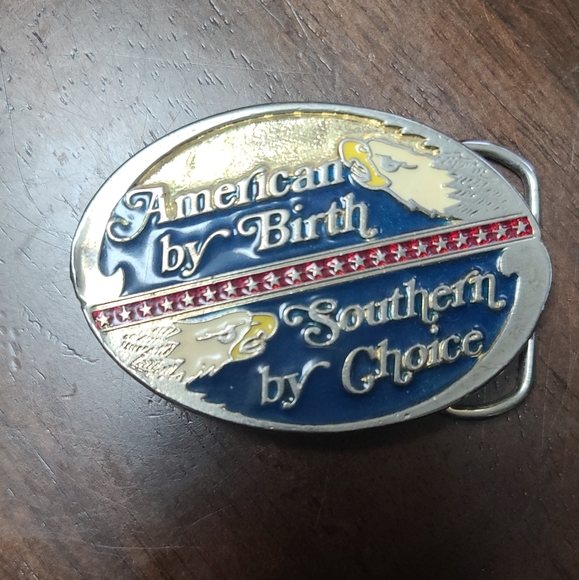 American
by Birth
Southern
by Choice